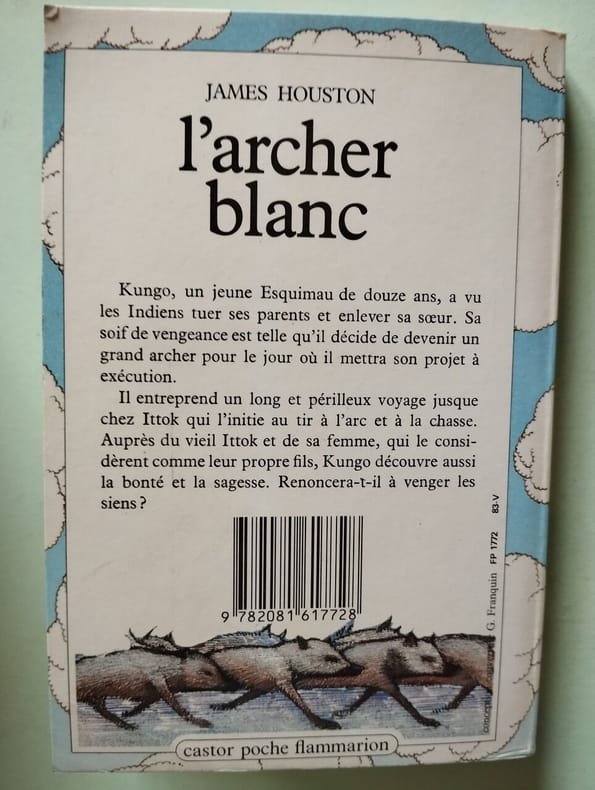 JAMES HOUSTON
l'archer
blanc
Kungo, un jeune Esquimau de douze ans, a vu
les Indiens tuer ses parents et enlever sa sœur. Sa
soif de vengeance est telle qu'il décide de devenir un
grand archer pour le jour où il mettra son projet à
exécution.
Il entreprend un long et périlleux voyage jusque
chez Ittok qui l'initie au tir à l'arc et à la chasse.
Auprès du vieil Ittok et de sa femme, qui le consi-
dèrent comme leur propre fils, Kungo découvre aussi
la bonté et la sagesse. Renoncera-t-il à venger les
siens ?
9 782081 617728
G. Franquin FP 1772 83-V
castor poche flammarion